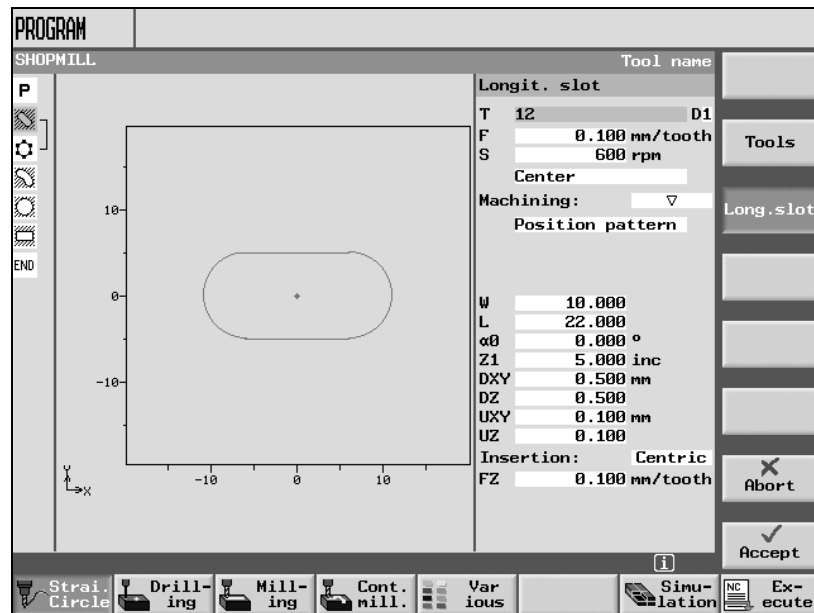 PROGRAM
SHOPMILL
Tool name
P
END
10
0
-10
-10
0
10
Y
X
Longit. slot
T 12 D1
F 0.100 mm/tooth
S 600 rpm
Center
Machining: ▽
Position pattern
W 10.000
L 22.000
α0 0.000 °
Z1 5.000 inc
DXY 0.500 mm
DZ 0.500
UXY 0.100 mm
UZ 0.100
Insertion: Centric
FZ 0.100 mm/tooth
Tools
Long.slot
Abort
Accept
i
Strai.
Circle
Drill-
ing
Mill-
ing
Cont.
mill.
Var
ious
Simu-
lation
NC
Ex-
ecute